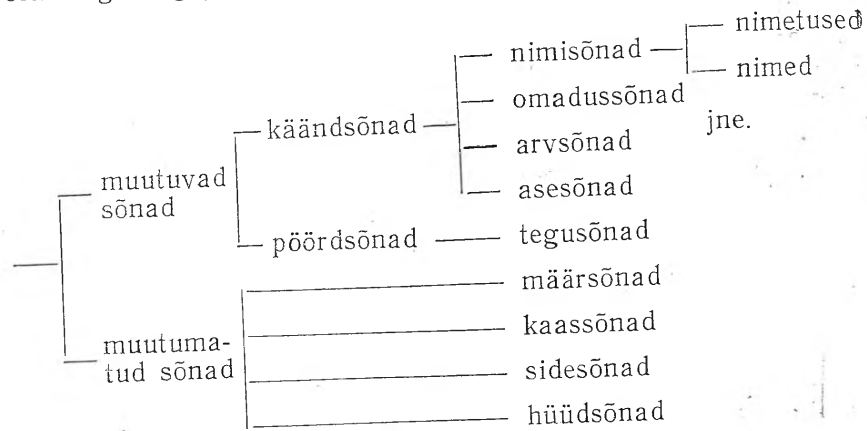 nimetused
nimisõnad
nimed
omadussõnad
jne.
käändsõnad
arvsõnad
muutuvad
sõnad
asesõnad
pöördsõnad
tegusõnad
määrsõnad
kaassõnad
muutuma-
tud sõnad
sidesõnad
hüüdsõnad